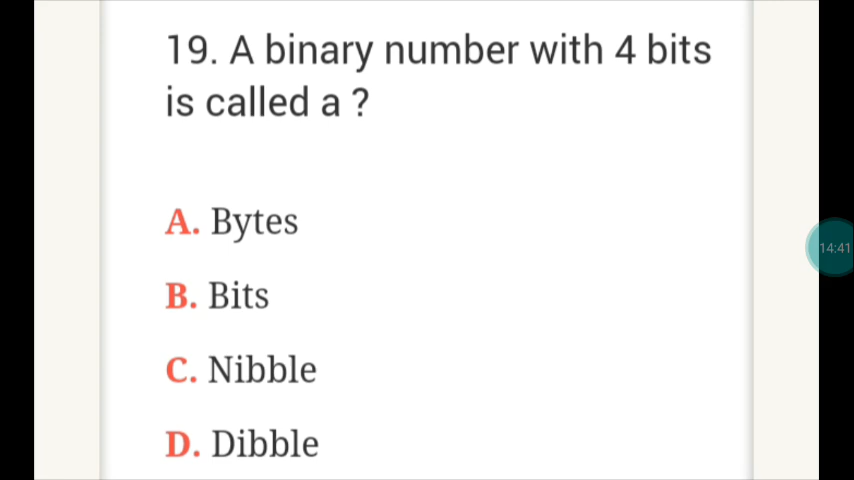 19. A binary number with 4 bits
is called a ?
A. Bytes
14:41
B. Bits
C. Nibble
D. Dibble